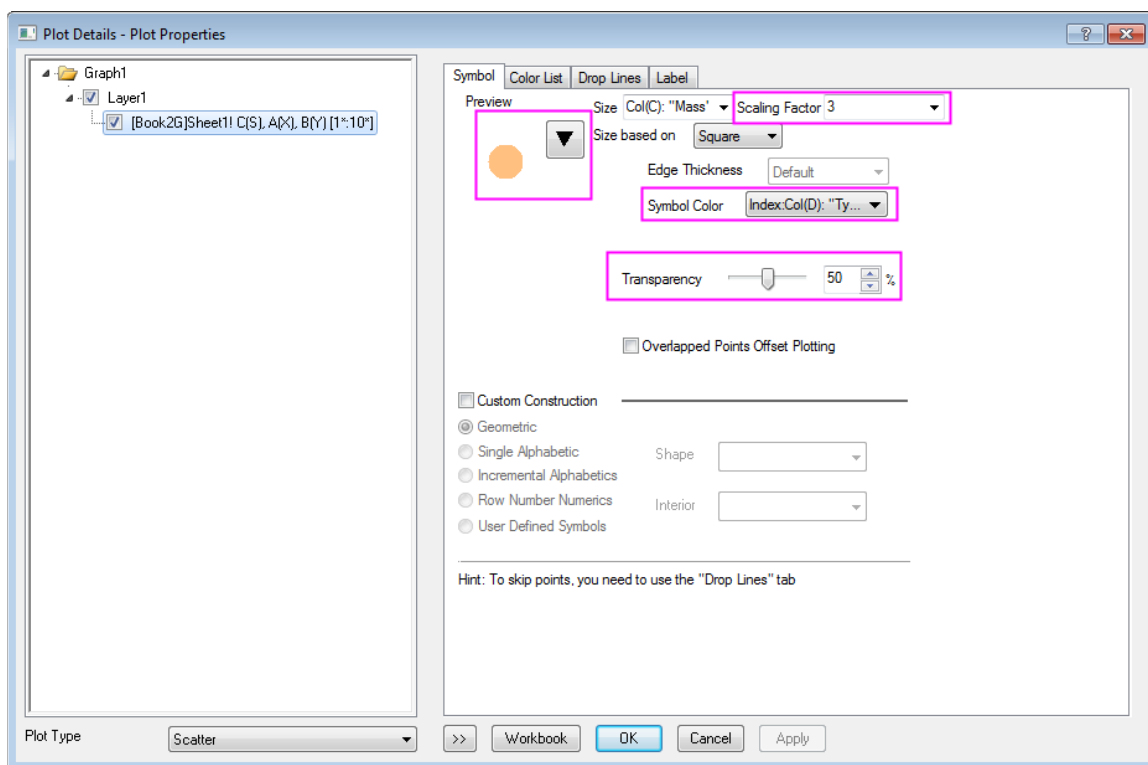 Plot Details - Plot Properties
Graph1
Layer1
[Book2G]Sheet1! C(S), A(X), B(Y) [1*:10*]
Symbol Color List Drop Lines Label
Preview
Size Col(C): "Mass' Scaling Factor 3
Size based on Square
Edge Thickness Default
Symbol Color Index:Col(D): "Ty...
Transparency 50 %
Overlapped Points Offset Plotting
Custom Construction
Geometric
Single Alphabetic
Shape
Incremental Alphabetics
Row Number Numerics
Interior
User Defined Symbols
Hint: To skip points, you need to use the "Drop Lines" tab
Plot Type Scatter >> Workbook OK Cancel Apply